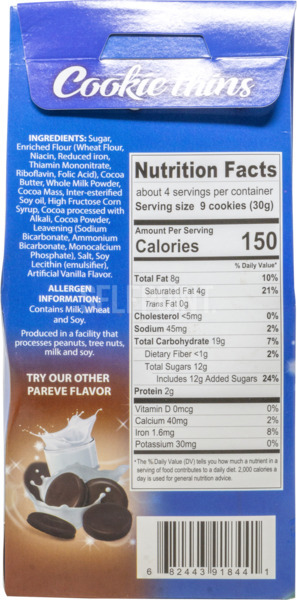 Cookie thins
INGREDIENTS: Sugar,
Enriched Flour (Wheat Flour,
Niacin, Reduced iron,
Thiamin Mononitrate,
Riboflavin, Folic Acid), Cocoa
Butter, Whole Milk Powder,
Cocoa Mass, Inter-esterified
Soy oil, High Fructose Corn
Syrup, Cocoa processed with
Alkali, Cocoa Powder,
Leavening (Sodium
Bicarbonate, Ammonium
Bicarbonate, Monocalcium
Phosphate), Salt, Soy
Lecithin (emulsifier),
Artificial Vanilla Flavor.
ALLERGEN
INFORMATION:
Contains Milk, Wheat
and Soy.
Produced in a facility that
processes peanuts, tree nuts,
milk and soy.
TRY OUR OTHER
PAREVE FLAVOR
Nutrition Facts
about 4 servings per container
Serving size 9 cookies (30g)
Amount Per Serving
Calories 150
% Daily Value*
Total Fat 8g 10%
Saturated Fat 4g 21%
Trans Fat 0g
Cholesterol <5mg 0%
Sodium 45mg 2%
Total Carbohydrate 19g 7%
Dietary Fiber <1g 2%
Total Sugars 12g
Includes 12g Added Sugars 24%
Protein 2g
Vitamin D 0mcg 0%
Calcium 40mg 2%
Iron 1.6mg 8%
Potassium 30mg 0%
*The % Daily Value (DV) tells you how much a nutrient in a
serving of food contributes to a daily diet. 2,000 calories a
day is used for general nutrition advice.
6 82443 91844 1